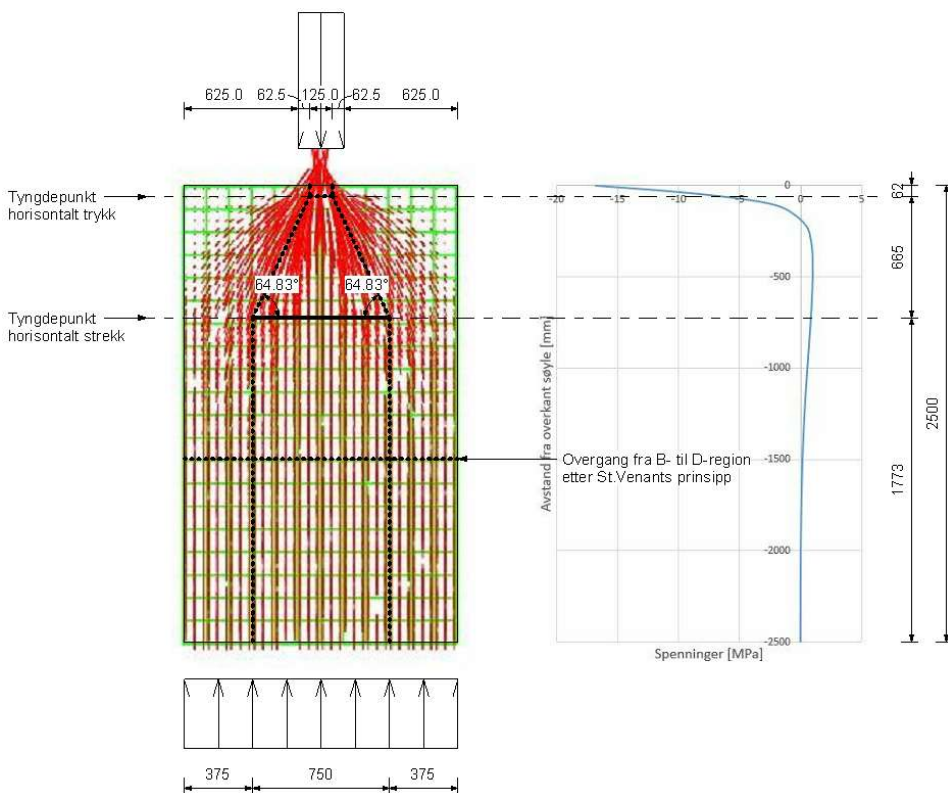 625.0 62.5 125.0 62.5 625.0
Tyngdepunkt
horisontalt trykk
Tyngdepunkt
horisontalt strekk
64.83° 64.83°
0
-20 -15 -10 -5 0 5
-500
-1000
-1500
-2000
-2500
Avstand fra overkant søyle [mm]
Spenninger [MPa]
Overgang fra B- til D-region
etter St.Venants prinsipp
62
665
1773
2500
375 750 375